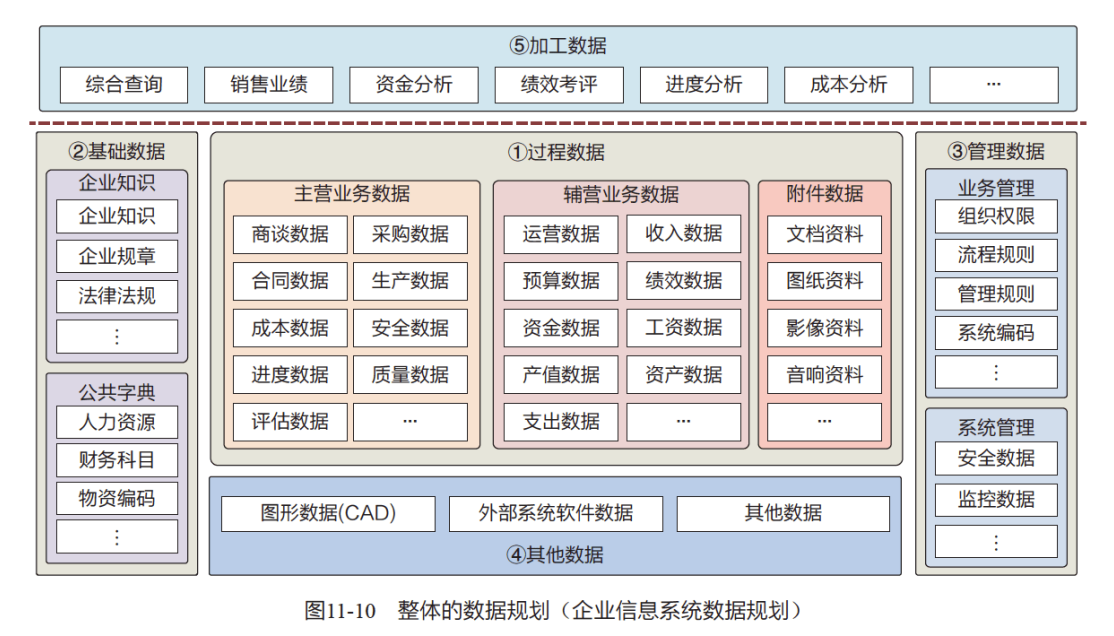 ⑤加工数据
综合查询 销售业绩 资金分析 绩效考评 进度分析 成本分析 …
②基础数据
企业知识
企业知识
企业规章
法律法规
⋮
公共字典
人力资源
财务科目
物资编码
⋮
①过程数据
主营业务数据
商谈数据 采购数据
合同数据 生产数据
成本数据 安全数据
进度数据 质量数据
评估数据 …
辅营业务数据
运营数据 收入数据
预算数据 绩效数据
资金数据 工资数据
产值数据 资产数据
支出数据 …
附件数据
文档资料
图纸资料
影像资料
音响资料
…
③管理数据
业务管理
组织权限
流程规则
管理规则
系统编码
⋮
系统管理
安全数据
监控数据
⋮
图形数据(CAD) 外部系统软件数据 其他数据
④其他数据
图11-10 整体的数据规划（企业信息系统数据规划）